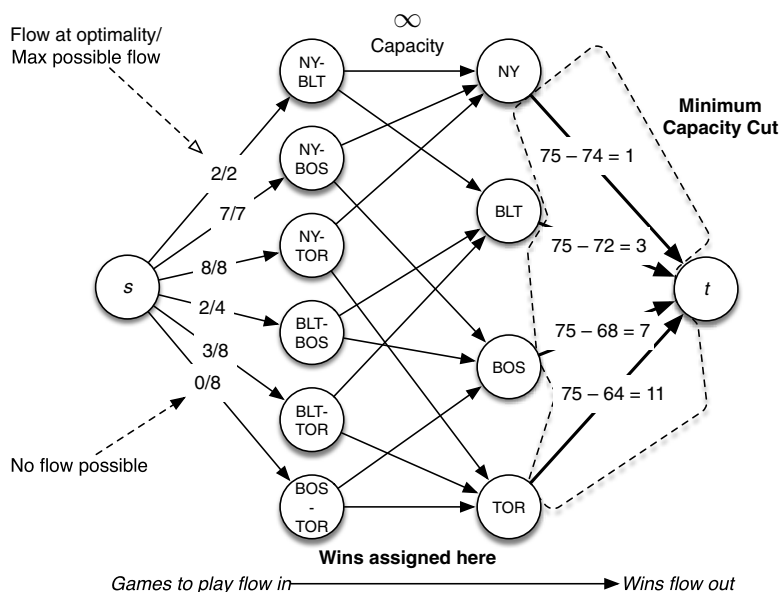 Flow at optimality/
Max possible flow
∞
Capacity
NY-
BLT
NY
Minimum
Capacity Cut
NY-
BOS
75 – 74 = 1
2/2
7/7
BLT
NY-
TOR
75 – 72 = 3
8/8
s
t
2/4
BLT-
BOS
75 – 68 = 7
3/8
BOS
0/8
75 – 64 = 11
BLT-
TOR
No flow possible
BOS
-
TOR
TOR
Wins assigned here
Games to play flow in
Wins flow out